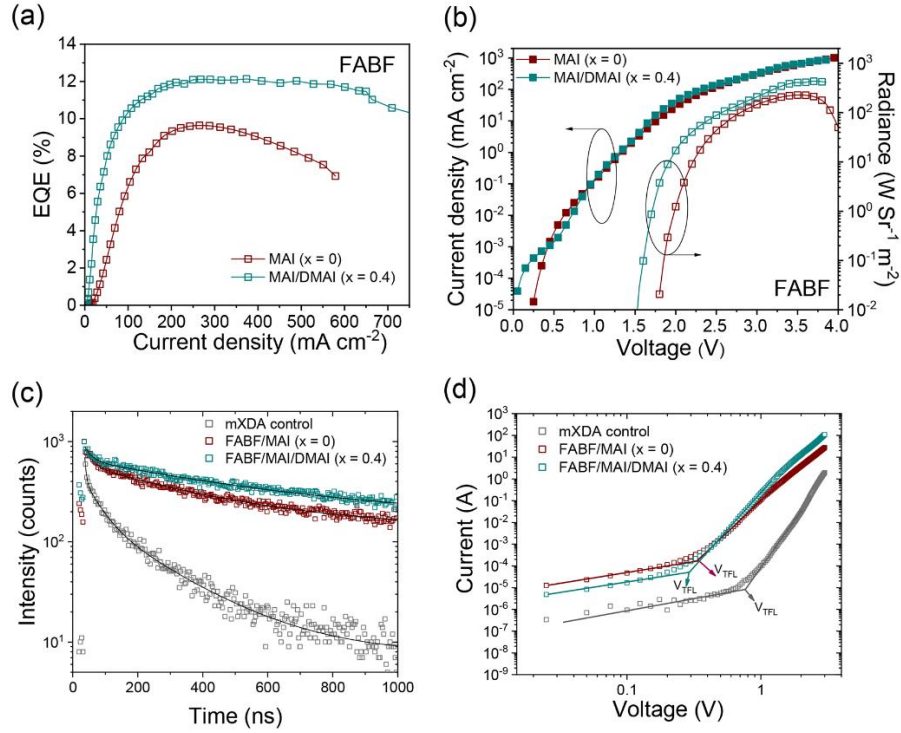 (a)
14
12
10
8
6
4
2
0
EQE (%)
FABF
MAI (x = 0)
MAI/DMAI (x = 0.4)
0 100 200 300 400 500 600 700
Current density (mA cm⁻²)
(b)
10³
10²
10¹
10⁰
10⁻¹
10⁻²
10⁻³
10⁻⁴
10⁻⁵
Current density (mA cm⁻²)
MAI (x = 0)
MAI/DMAI (x = 0.4)
FABF
10³
10²
10¹
10⁰
10⁻¹
10⁻²
Radiance (W Sr⁻¹ m⁻²)
0.0 0.5 1.0 1.5 2.0 2.5 3.0 3.5 4.0
Voltage (V)
(c)
10³
10²
10¹
Intensity (counts)
mXDA control
FABF/MAI (x = 0)
FABF/MAI/DMAI (x = 0.4)
0 200 400 600 800 1000
Time (ns)
(d)
10⁴
10³
10²
10¹
10⁰
10⁻¹
10⁻²
10⁻³
10⁻⁴
10⁻⁵
10⁻⁶
10⁻⁷
10⁻⁸
10⁻⁹
Current (A)
mXDA control
FABF/MAI (x = 0)
FABF/MAI/DMAI (x = 0.4)
V_TFL
V_TFL
V_TFL
0.1 1
Voltage (V)